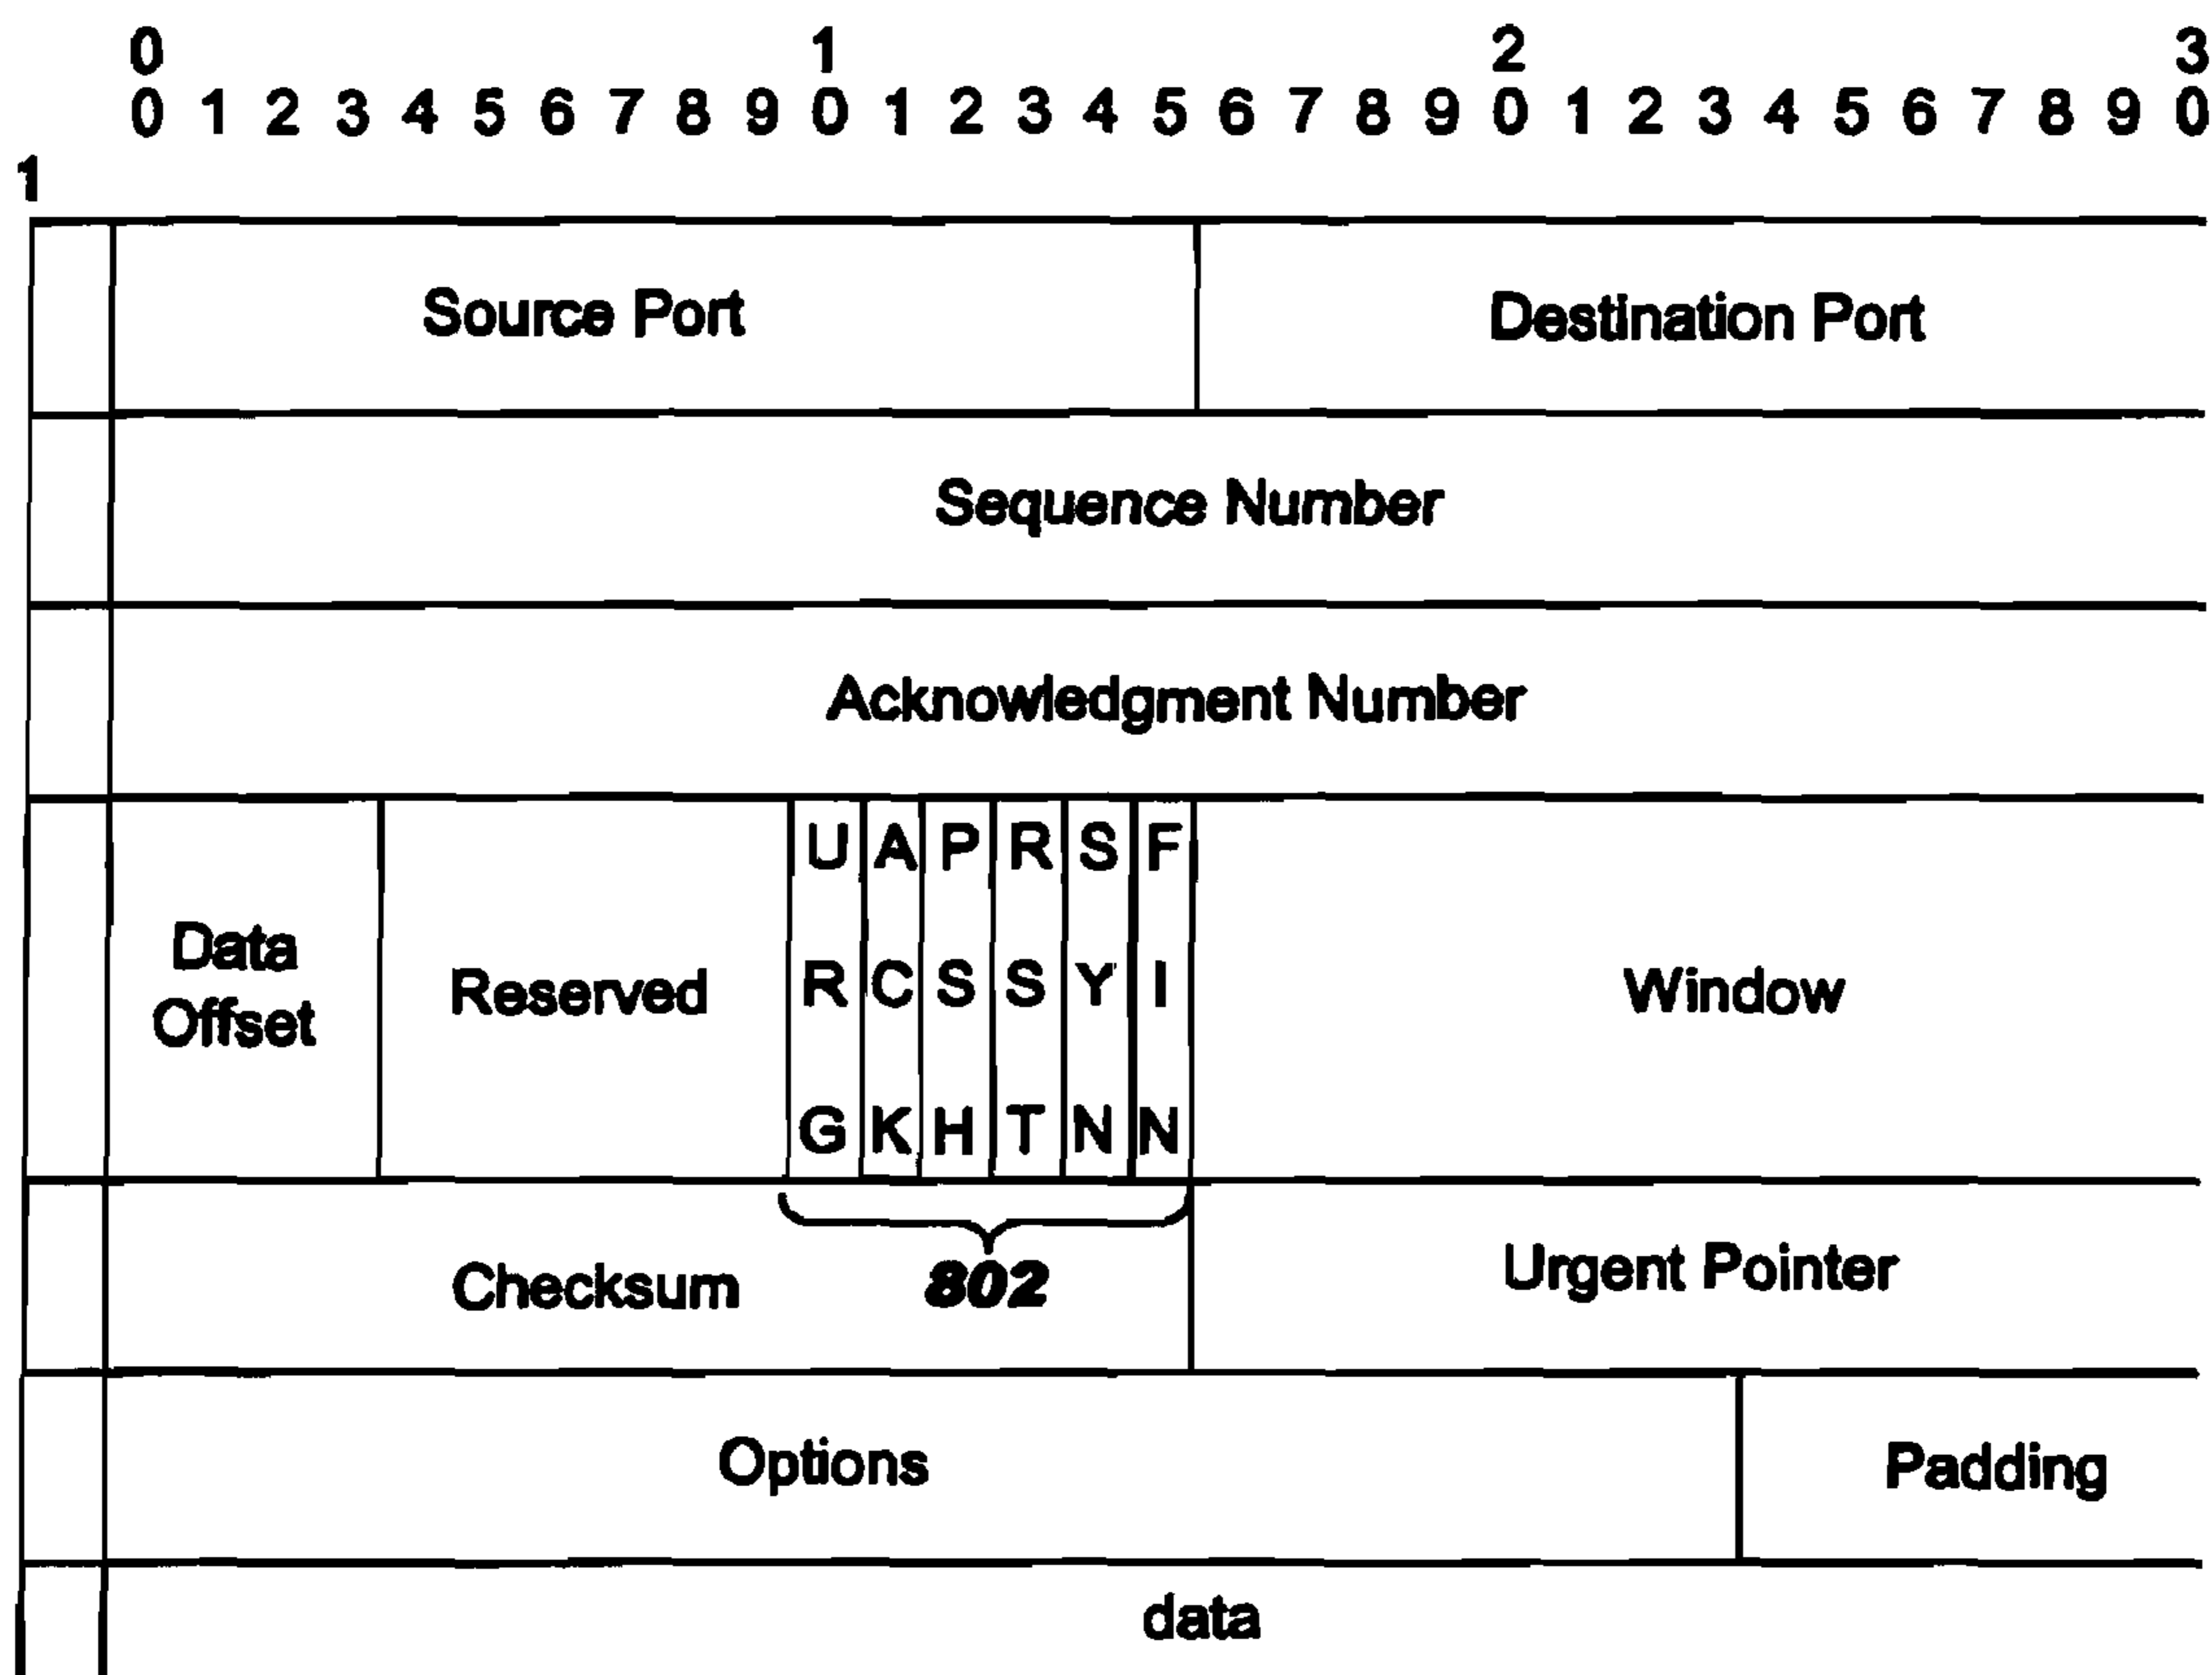 0 1 2 3
0 1 2 3 4 5 6 7 8 9 0 1 2 3 4 5 6 7 8 9 0 1 2 3 4 5 6 7 8 9 0
1
Source Port Destination Port
Sequence Number
Acknowledgment Number
U A P R S F
Data
Offset Reserved R C S S Y I Window
G K H T N N
Checksum 802 Urgent Pointer
Options Padding
data